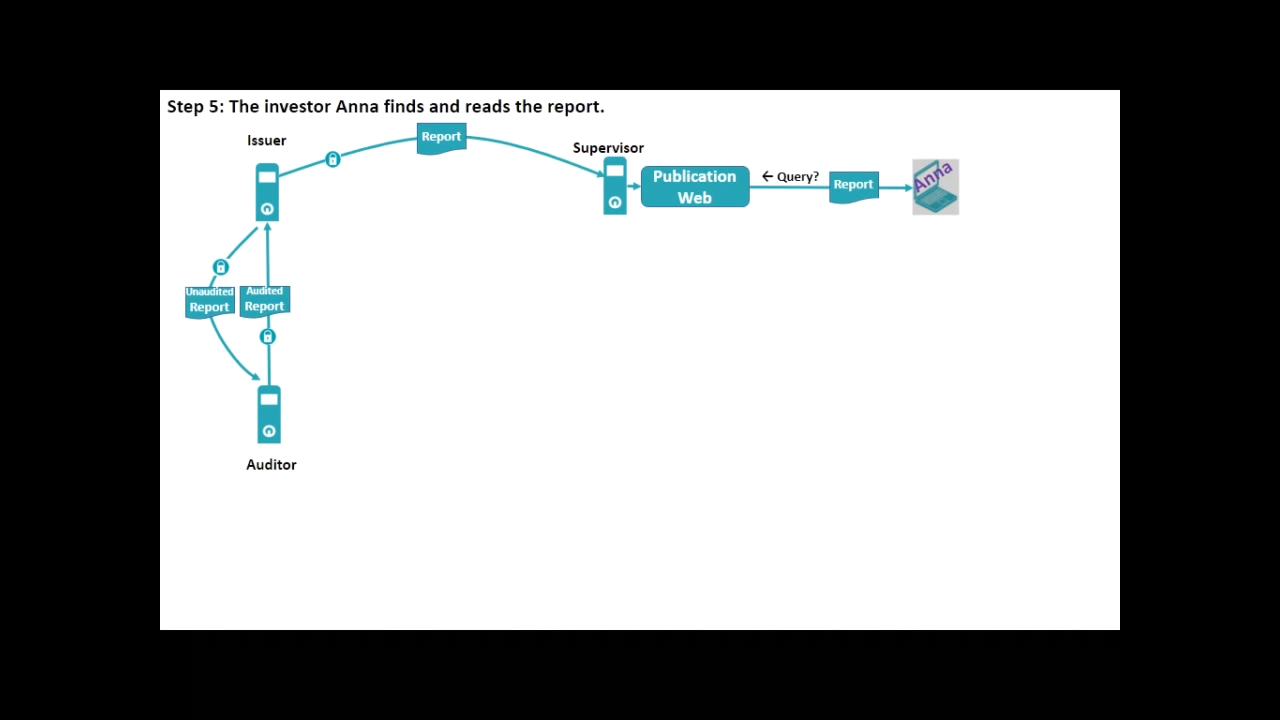 Step 5: The investor Anna finds and reads the report.
Issuer
Report
Supervisor
Publication
Web
← Query?
Report
Anna
Unaudited
Report
Audited
Report
Auditor